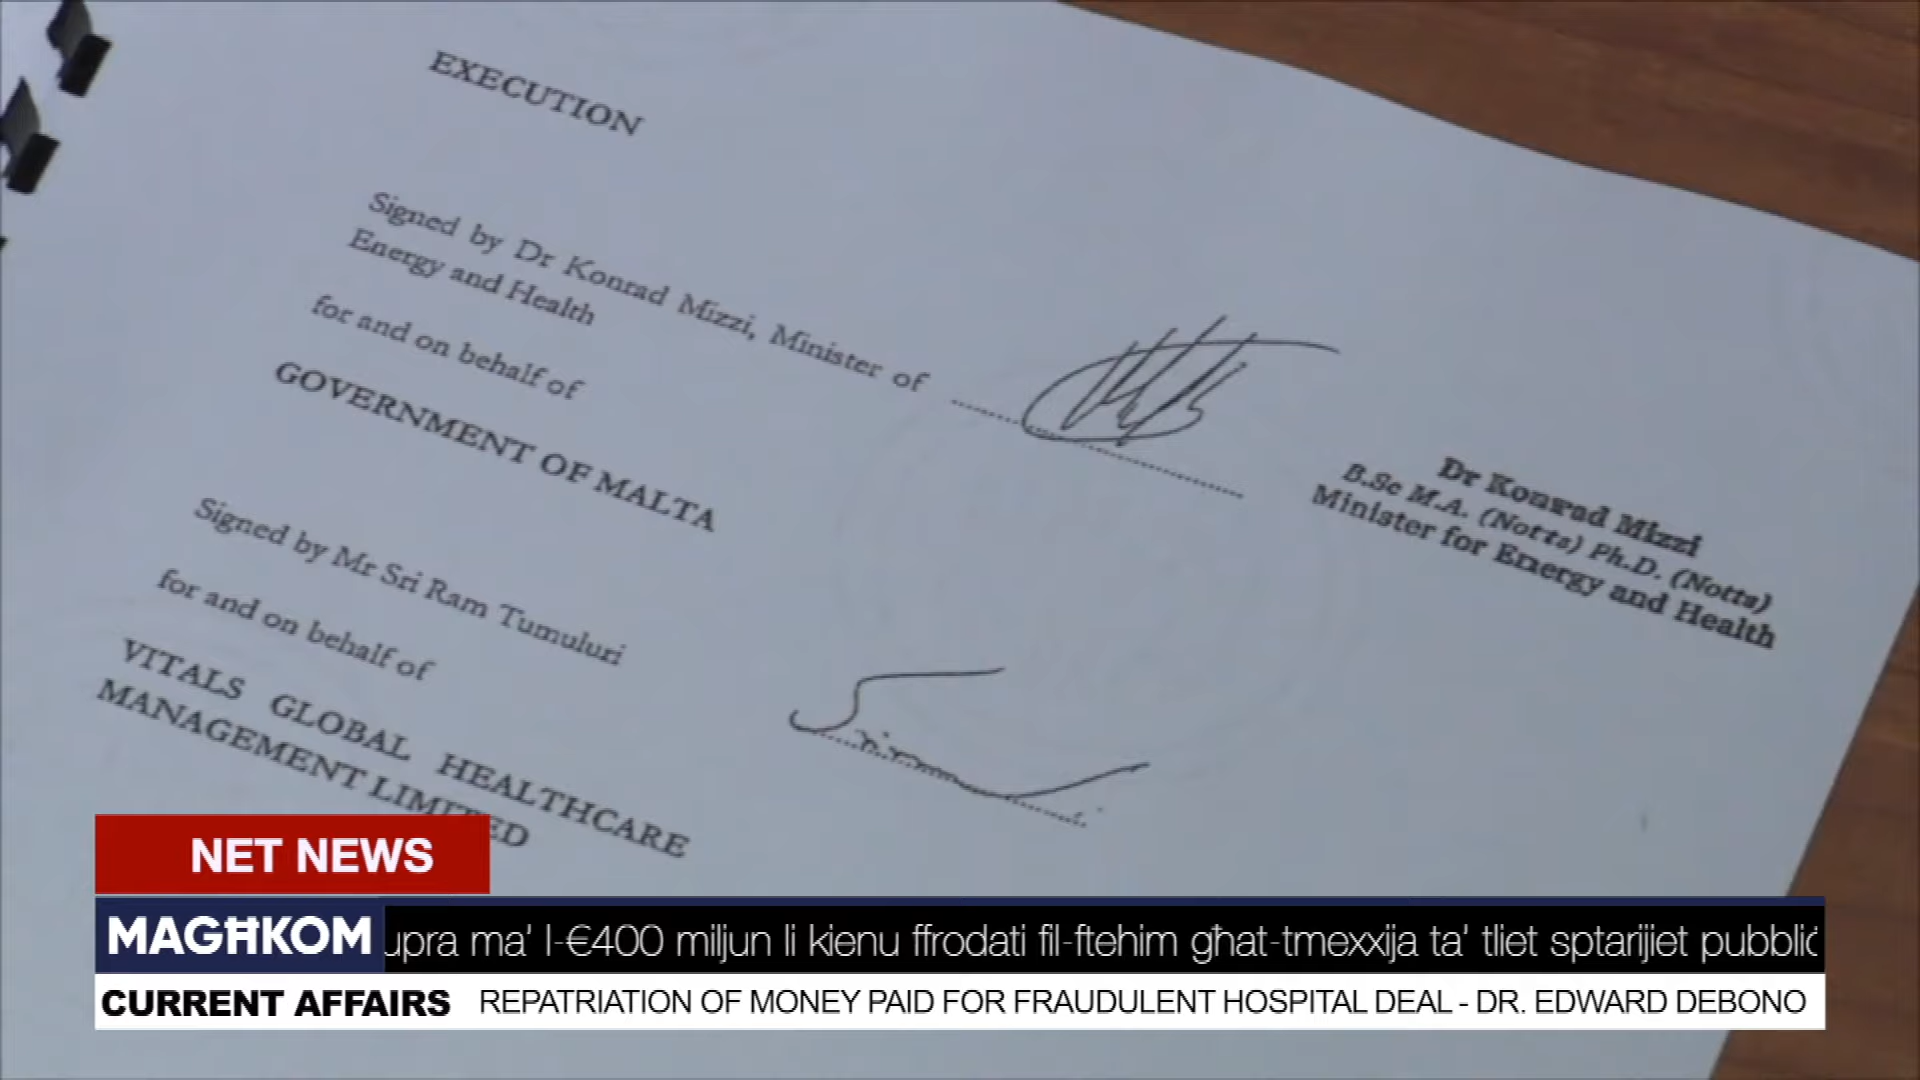 EXECUTION
Signed by Dr Konrad Mizzi, Minister of
Energy and Health
for and on behalf of
GOVERNMENT OF MALTA
Dr Konrad Mizzi
B.Sc M.A. (Notts) Ph.D. (Notts)
Minister for Energy and Health
Signed by Mr Sri Ram Tumuluri
for and on behalf of
VITALS GLOBAL HEALTHCARE
MANAGEMENT LIMITED
NET NEWS
MAGĦKOM
ma' l-€400 miljun li kienu ffrodati fil-ftehim għat-tmexxija ta' tliet sptarijiet
CURRENT AFFAIRS REPATRIATION OF MONEY PAID FOR FRAUDULENT HOSPITAL DEAL - DR. EDWARD DEBONO